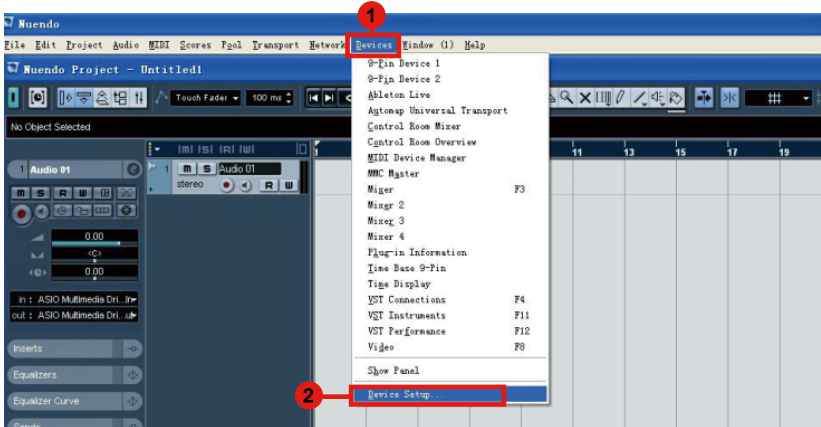 1
Nuendo
File Edit Project Audio MIDI Scores Pool Transport Network Devices Window (1) Help
Nuendo Project - Untitled1
Touch Fader 100 ms
No Object Selected
11 13 15 17 19
1 Audio 01
M S R W
0.00
<C>
0.00
in : ASIO Multimedia Dri...
out : ASIO Multimedia Dri...
Inserts
Equalizers
Equalizer Curve
Sends
1 m S Audio 01
stereo R W
9-Pin Device 1
9-Pin Device 2
Ableton Live
Automap Universal Transport
Control Room Mixer
Control Room Overview
MIDI Device Manager
MMC Master
Mixer F3
Mixer 2
Mixer 3
Mixer 4
Plug-in Information
Time Base 9-Pin
Time Display
VST Connections F4
VST Instruments F11
VST Performance F12
Video F8
Show Panel
2
Device Setup...